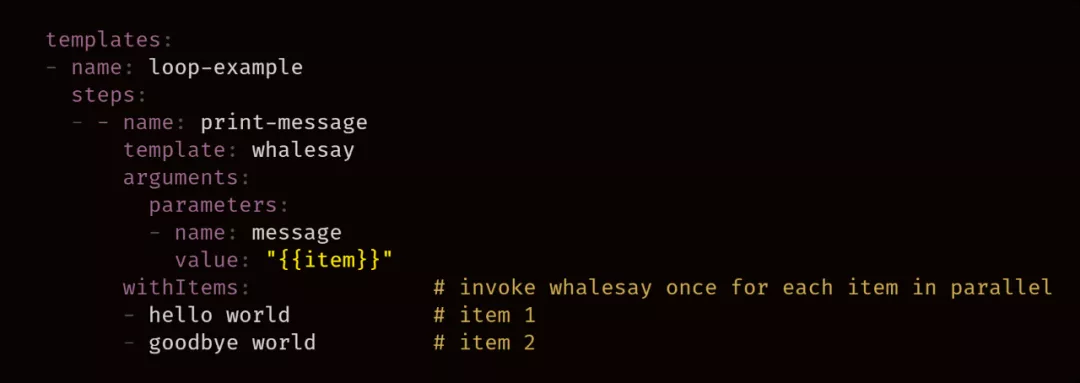 templates:
- name: loop-example
  steps:
  - - name: print-message
      template: whalesay
      arguments:
        parameters:
        - name: message
          value: "{{item}}"
      withItems:              # invoke whalesay once for each item in parallel
      - hello world           # item 1
      - goodbye world         # item 2